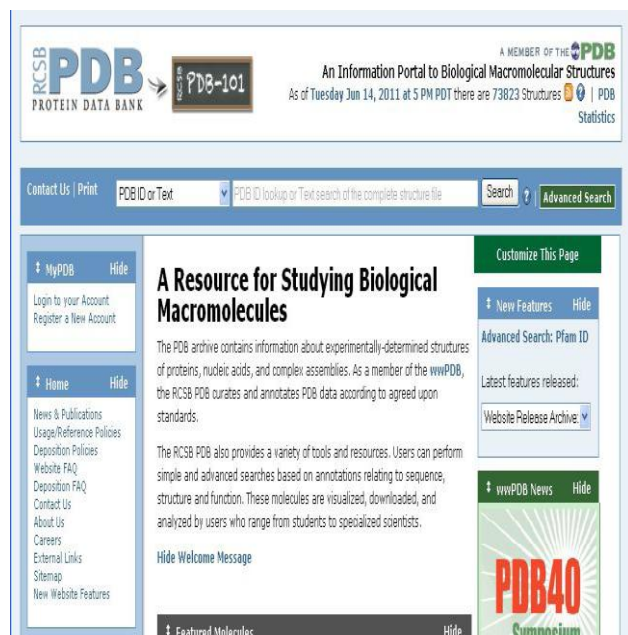 RCSB
PDB
PROTEIN DATA BANK
RCSB
PDB-101
A MEMBER OF THE PDB
An Information Portal to Biological Macromolecular Structures
As of Tuesday Jun 14, 2011 at 5 PM PDT there are 73823 Structures ? | PDB
Statistics
Contact Us | Print
PDB ID or Text
PDB ID lookup or Text search of the complete structure file
Search
? |
Advanced Search
MyPDB Hide
Login to your Account
Register a New Account
Home Hide
News & Publications
Usage/Reference Policies
Deposition Policies
Website FAQ
Deposition FAQ
Contact Us
About Us
Careers
External Links
Sitemap
New Website Features
A Resource for Studying Biological
Macromolecules
The PDB archive contains information about experimentally-determined structures
of proteins, nucleic acids, and complex assemblies. As a member of the wwPDB,
the RCSB PDB curates and annotates PDB data according to agreed upon
standards.
The RCSB PDB also provides a variety of tools and resources. Users can perform
simple and advanced searches based on annotations relating to sequence,
structure and function. These molecules are visualized, downloaded, and
analyzed by users who range from students to specialized scientists.
Hide Welcome Message
Featured Molecules Hide
Customize This Page
New Features Hide
Advanced Search: Pfam ID
Latest features released:
Website Release Archive:
wwPDB News Hide
PDB40
Symposium